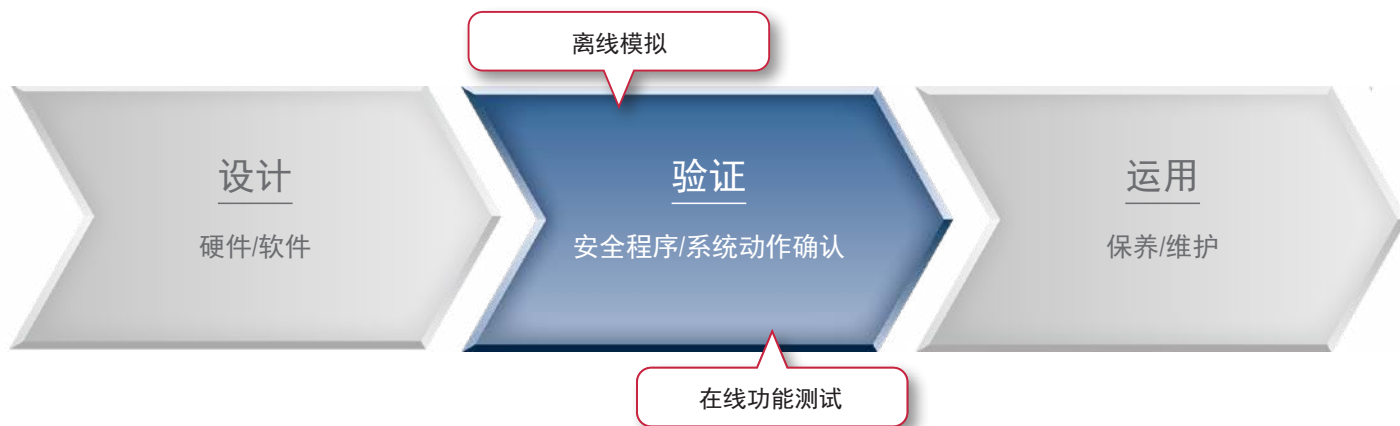 离线模拟
设计
硬件/软件
验证
安全程序/系统动作确认
运用
保养/维护
在线功能测试